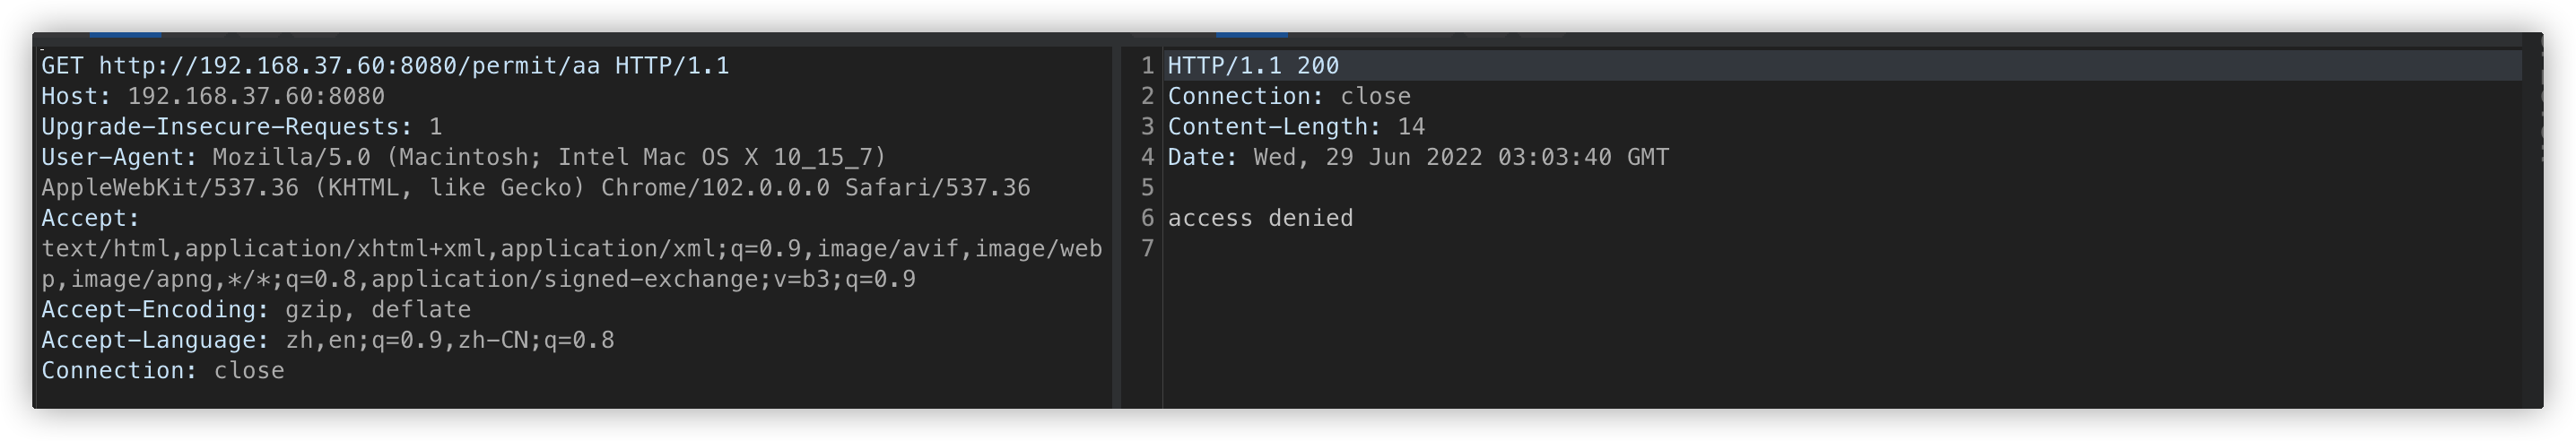 GET http://192.168.37.60:8080/permit/aa HTTP/1.1
Host: 192.168.37.60:8080
Upgrade-Insecure-Requests: 1
User-Agent: Mozilla/5.0 (Macintosh; Intel Mac OS X 10_15_7)
AppleWebKit/537.36 (KHTML, like Gecko) Chrome/102.0.0.0 Safari/537.36
Accept:
text/html,application/xhtml+xml,application/xml;q=0.9,image/avif,image/web
p,image/apng,*/*;q=0.8,application/signed-exchange;v=b3;q=0.9
Accept-Encoding: gzip, deflate
Accept-Language: zh,en;q=0.9,zh-CN;q=0.8
Connection: close
1 HTTP/1.1 200
2 Connection: close
3 Content-Length: 14
4 Date: Wed, 29 Jun 2022 03:03:40 GMT
5
6 access denied
7